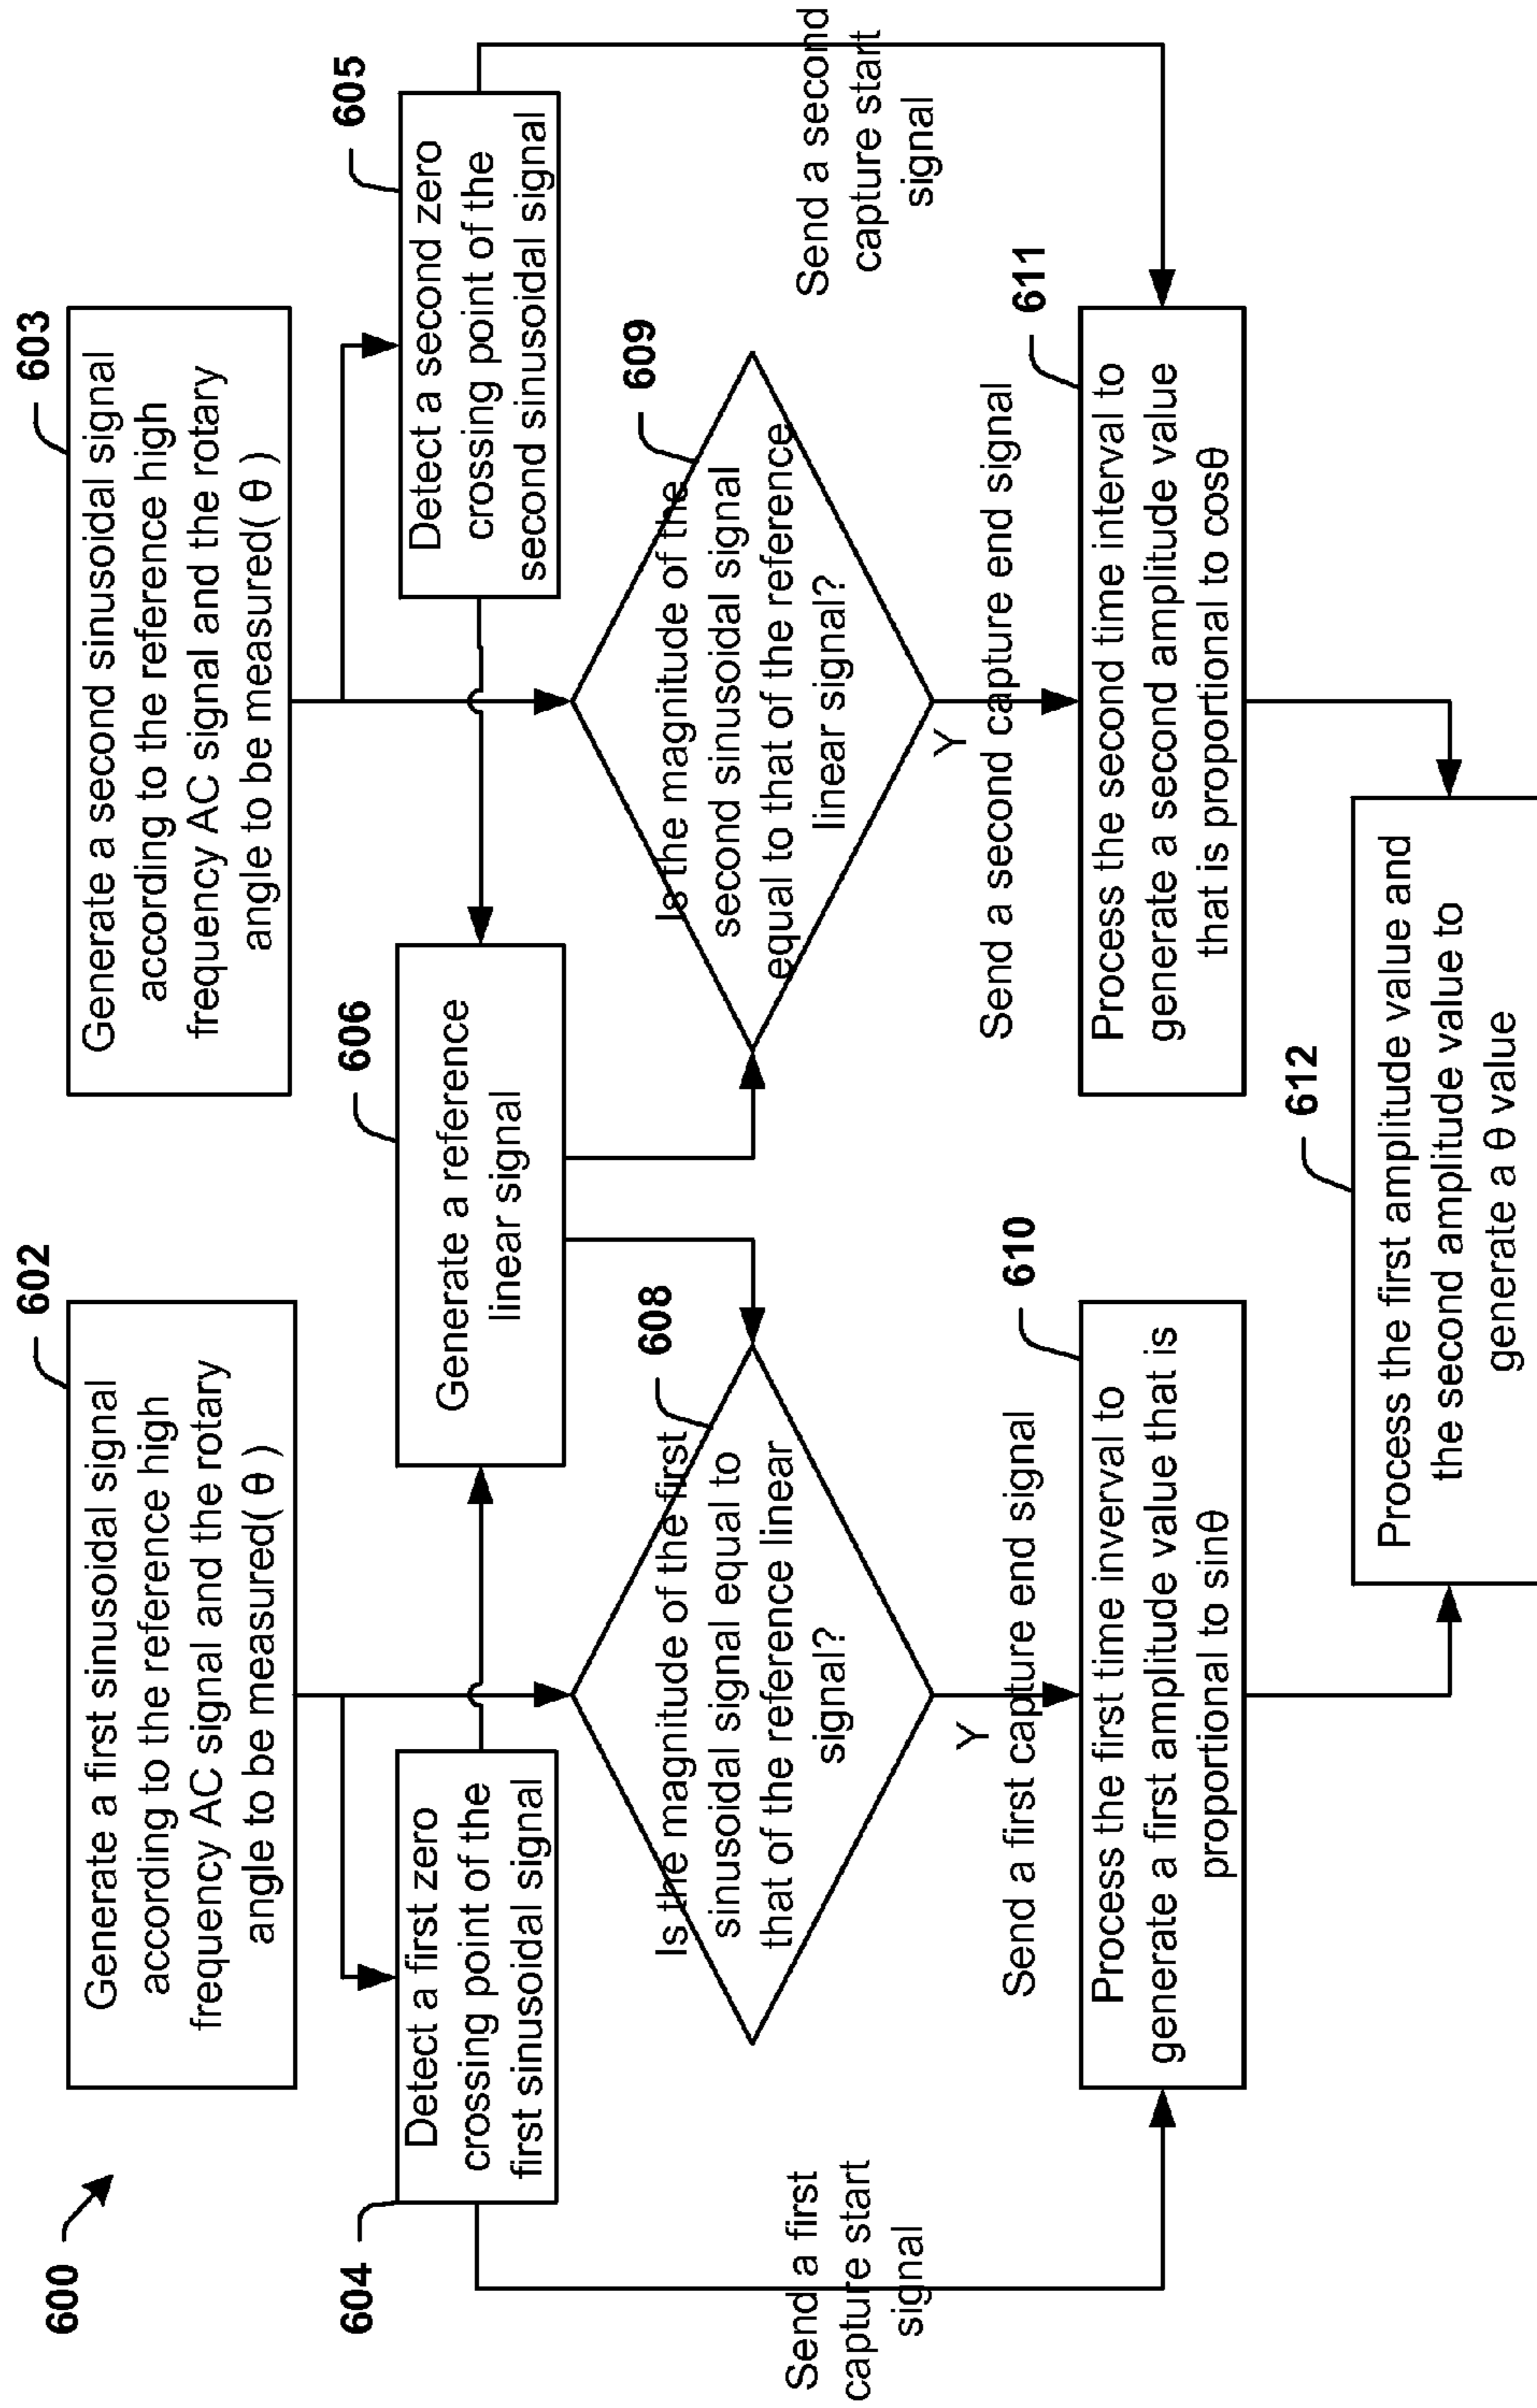 600
602
Generate a first sinusoidal signal
according to the reference high
frequency AC signal and the rotary
angle to be measured( θ )
603
Generate a second sinusoidal signal
according to the reference high
frequency AC signal and the rotary
angle to be measured( θ )
604
Detect a first zero
crossing point of the
first sinusoidal signal
606
Generate a reference
linear signal
605
Detect a second zero
crossing point of the
second sinusoidal signal
608
Is the magnitude of the first
sinusoidal signal equal to
that of the reference linear
signal?
609
Is the magnitude of the
second sinusoidal signal
equal to that of the reference
linear signal?
Send a first
capture start
signal
Y
Send a first capture end signal
Y
Send a second capture end signal
Send a second
capture start
signal
610
Process the first time inverval to
generate a first amplitude value that is
proportional to sinθ
611
Process the second time interval to
generate a second amplitude value
that is proportional to cosθ
612
Process the first amplitude value and
the second amplitude value to
generate a θ value